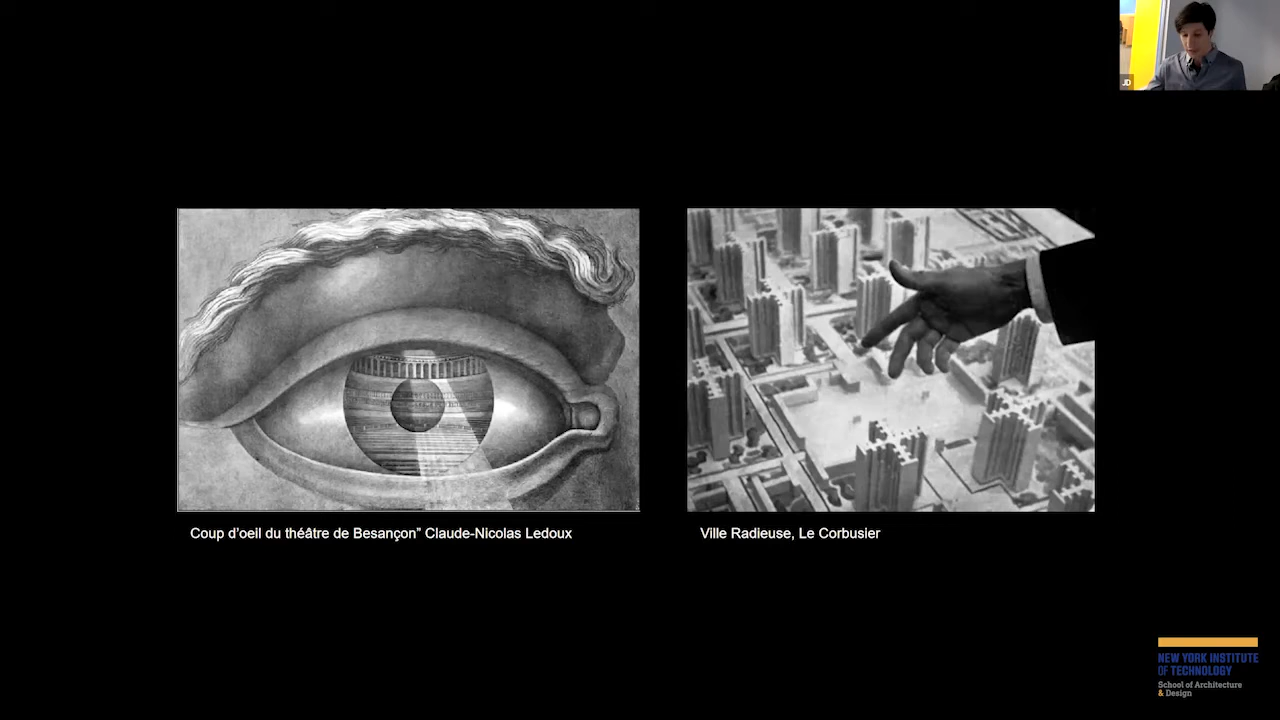 JD
Coup d’oeil du théâtre de Besançon” Claude-Nicolas Ledoux
Ville Radieuse, Le Corbusier
NEW YORK INSTITUTE
OF TECHNOLOGY
School of Architecture
& Design